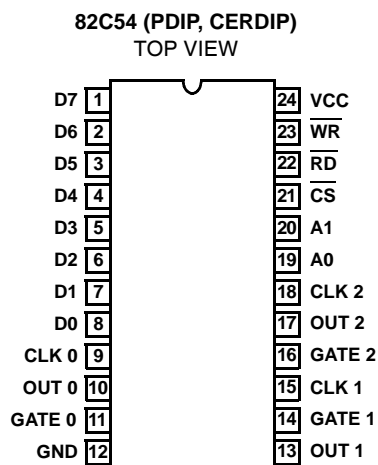 82C54 (PDIP, CERDIP)
TOP VIEW
D7 1 24 VCC
D6 2 23 W̅R̅
D5 3 22 R̅D̅
D4 4 21 C̅S̅
D3 5 20 A1
D2 6 19 A0
D1 7 18 CLK 2
D0 8 17 OUT 2
CLK 0 9 16 GATE 2
OUT 0 10 15 CLK 1
GATE 0 11 14 GATE 1
GND 12 13 OUT 1